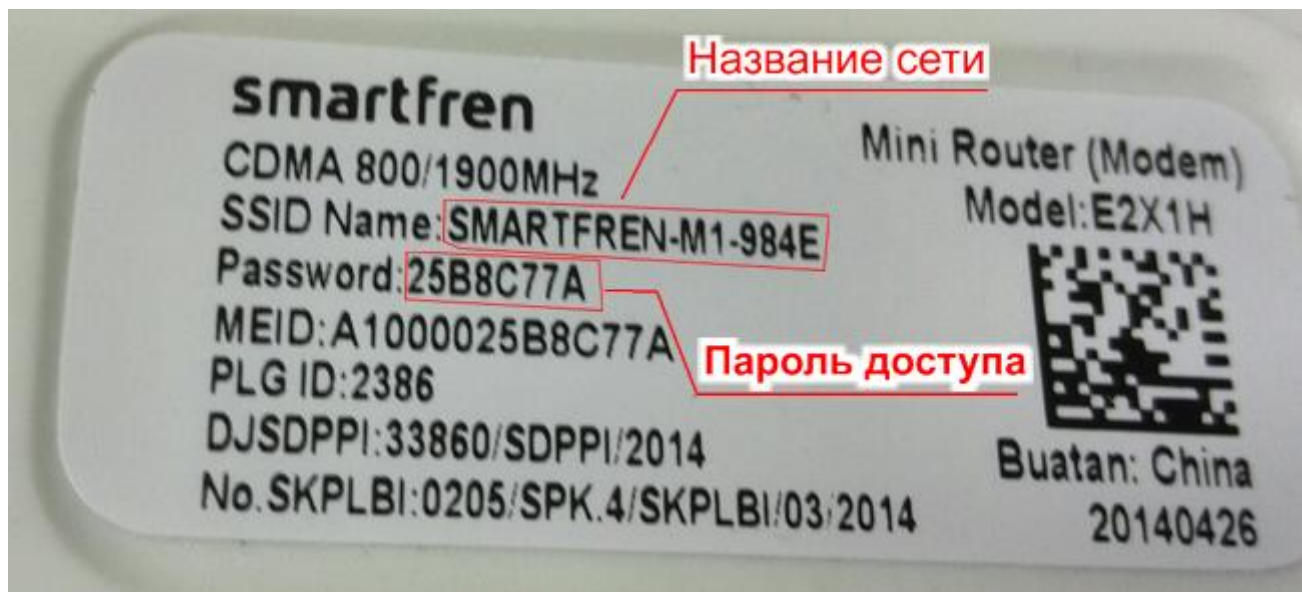 Название сети
smartfren
CDMA 800/1900MHz
SSID Name:SMARTFREN-M1-984E
Password:25B8C77A
MEID:A1000025B8C77A
Пароль доступа
PLG ID:2386
DJSDPPI:33860/SDPPI/2014
No.SKPLBI:0205/SPK.4/SKPLBI/03/2014
Mini Router (Modem)
Model:E2X1H
Buatan: China
20140426